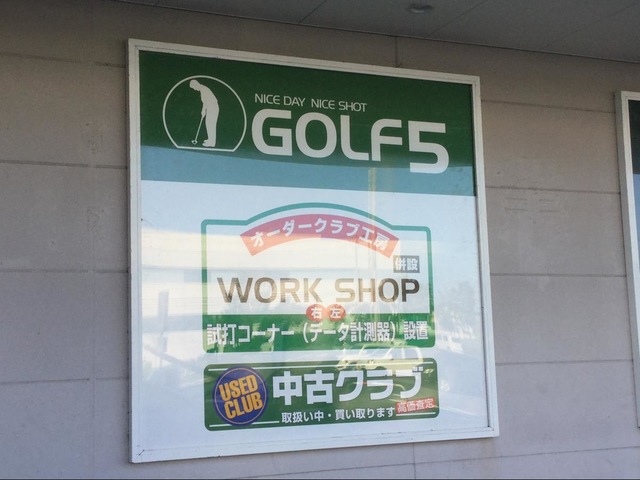 NICE DAY NICE SHOT
GOLF5
オーダークラブ工房
併設
WORK SHOP
右 左
試打コーナー(データ計測器)設置
USED CLUB
中古クラブ
取扱い中・買い取ります 高価査定